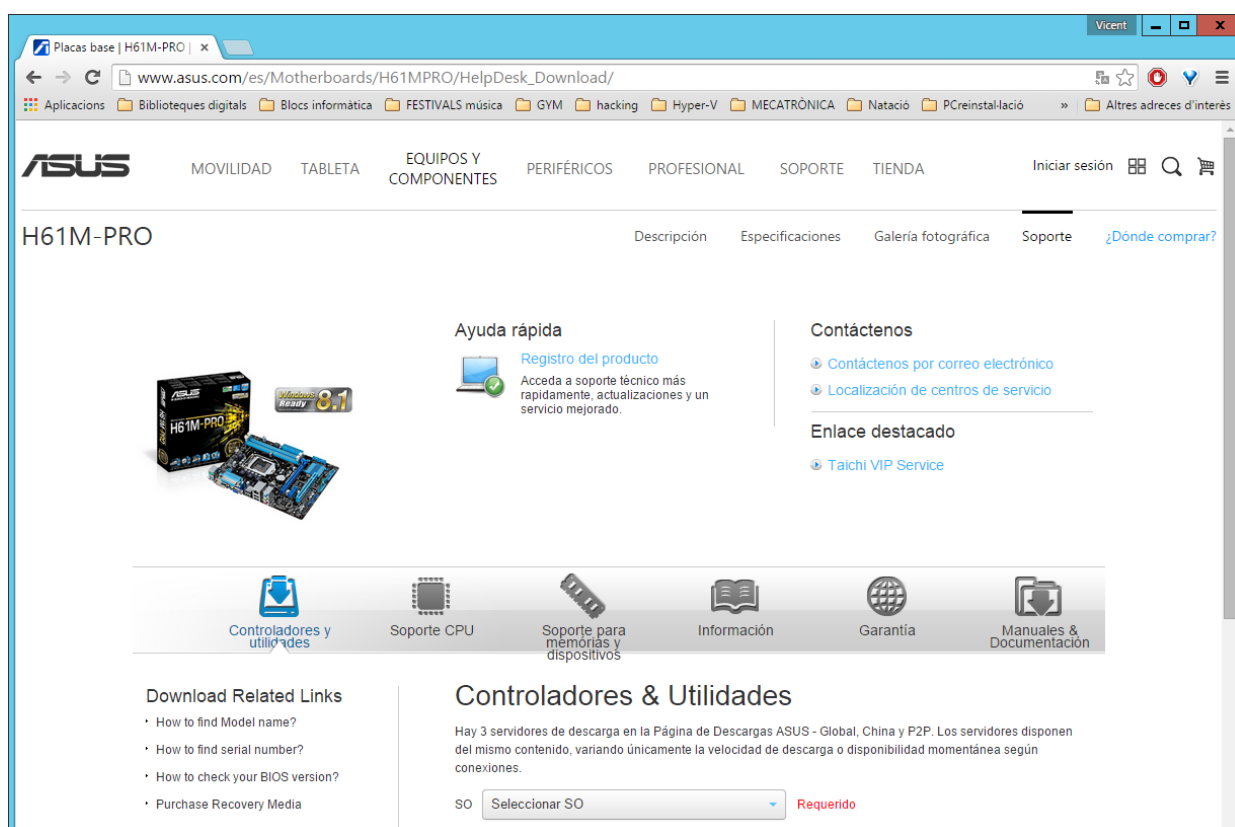 Vicent
Placas base | H61M-PRO |
www.asus.com/es/Motherboards/H61MPRO/HelpDesk_Download/
Aplicacions Biblioteques digitals Blocs informàtica FESTIVALS música GYM hacking Hyper-V MECATRÒNICA Natació PCreinstal·lació » Altres adreces d'interès
ASUS
MOVILIDAD TABLETA EQUIPOS Y COMPONENTES PERIFÉRICOS PROFESIONAL SOPORTE TIENDA Iniciar sesión
H61M-PRO
Descripción Especificaciones Galería fotográfica Soporte ¿Dónde comprar?
Ayuda rápida
Registro del producto
Acceda a soporte técnico más
rapidamente, actualizaciones y un
servicio mejorado.
Contáctenos
Contáctenos por correo electrónico
Localización de centros de servicio
Enlace destacado
Taichi VIP Service
ASUS
H61M-PRO
Windows 8.1
Ready
Controladores y
utilidades
Soporte CPU
Soporte para
memorias y
dispositivos
Información
Garantía
Manuales &
Documentación
Download Related Links
How to find Model name?
How to find serial number?
How to check your BIOS version?
Purchase Recovery Media
Controladores & Utilidades
Hay 3 servidores de descarga en la Página de Descargas ASUS - Global, China y P2P. Los servidores disponen
del mismo contenido, variando únicamente la velocidad de descarga o disponibilidad momentánea según
conexiones.
SO Seleccionar SO Requerido